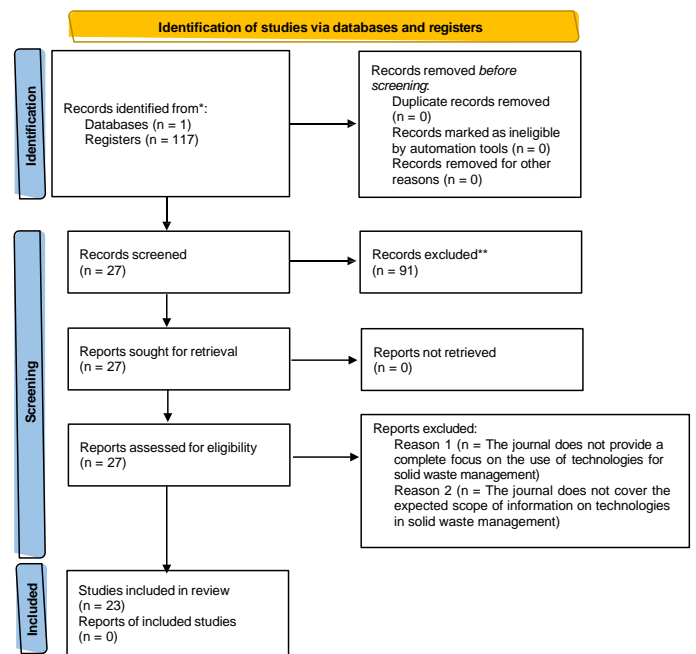 Identification of studies via databases and registers
Identification
Records identified from*:
Databases (n = 1)
Registers (n = 117)
Records removed before
screening:
Duplicate records removed
(n = 0)
Records marked as ineligible
by automation tools (n = 0)
Records removed for other
reasons (n = 0)
Screening
Records screened
(n = 27)
Records excluded**
(n = 91)
Reports sought for retrieval
(n = 27)
Reports not retrieved
(n = 0)
Reports assessed for eligibility
(n = 27)
Reports excluded:
Reason 1 (n = The journal does not provide a
complete focus on the use of technologies for
solid waste management)
Reason 2 (n = The journal does not cover the
expected scope of information on technologies
in solid waste management)
Included
Studies included in review
(n = 23)
Reports of included studies
(n = 0)